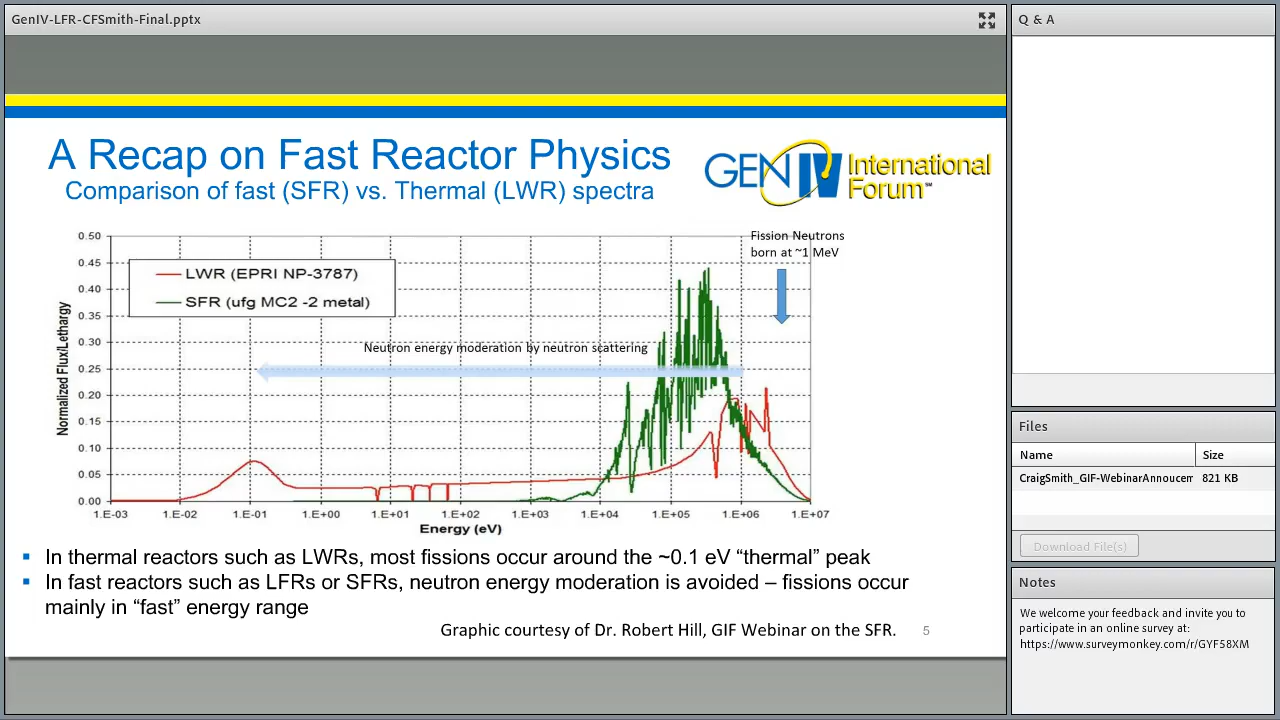 GenIV-LFR-CFSmith-Final.pptx
A Recap on Fast Reactor Physics
Comparison of fast (SFR) vs. Thermal (LWR) spectra
GEN IV International
Forum™
Fission Neutrons
born at ~1 MeV
0.50
0.45
0.40
0.35
0.30
0.25
0.20
0.15
0.10
0.05
0.00
Normalized Flux/Lethargy
LWR (EPRI NP-3787)
SFR (ufg MC2 -2 metal)
Neutron energy moderation by neutron scattering
1.E-03 1.E-02 1.E-01 1.E+00 1.E+01 1.E+02 1.E+03 1.E+04 1.E+05 1.E+06 1.E+07
Energy (eV)
▪ In thermal reactors such as LWRs, most fissions occur around the ~0.1 eV “thermal” peak
▪ In fast reactors such as LFRs or SFRs, neutron energy moderation is avoided – fissions occur
mainly in “fast” energy range
Graphic courtesy of Dr. Robert Hill, GIF Webinar on the SFR.
5
Q & A
Files
Name Size
CraigSmith_GIF-WebinarAnnoucem 821 KB
Download File(s)
Notes
We welcome your feedback and invite you to
participate in an online survey at:
https://www.surveymonkey.com/r/GYF58XM